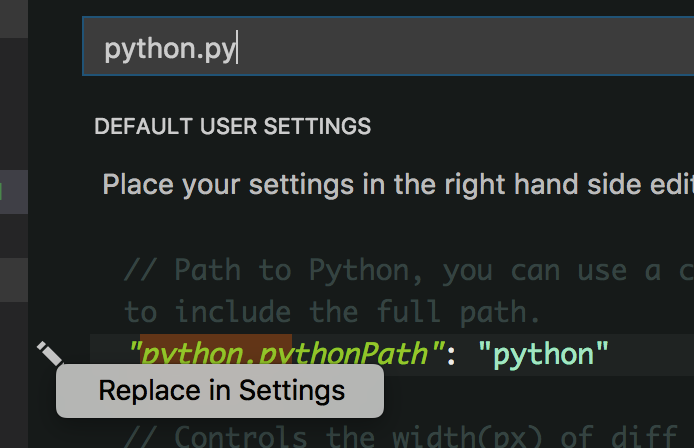 python.py
DEFAULT USER SETTINGS
Place your settings in the right hand side
// Path to Python, you can use a
to include the full path.
"python.pythonPath": "python"
Replace in Settings
// Controls the width(px) of diff